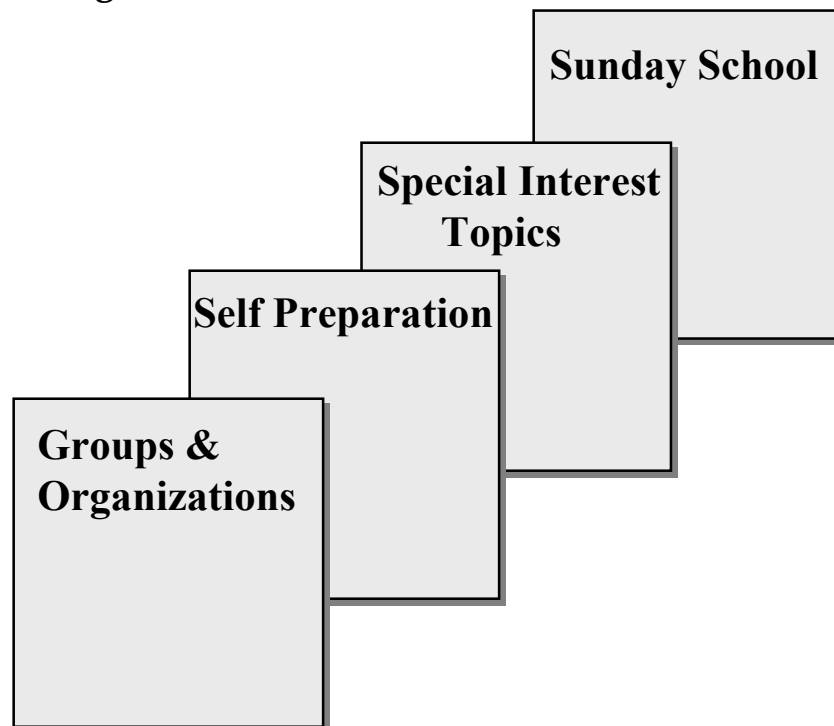 Sunday School
Special Interest
Topics
Self Preparation
Groups &
Organizations